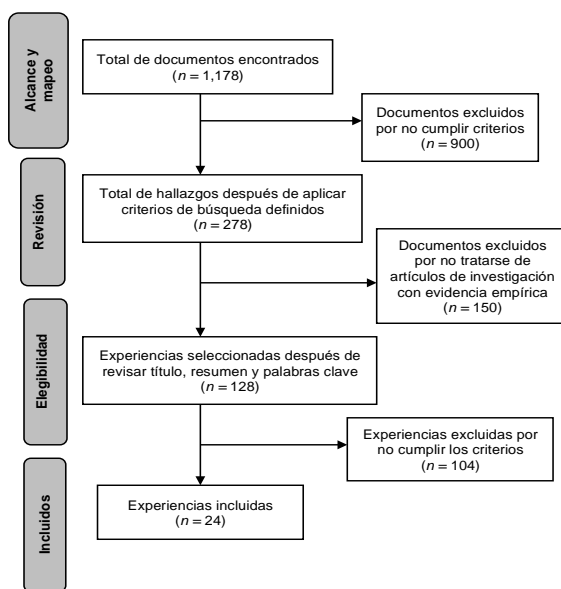 Alcance y
mapeo
Total de documentos encontrados
(n = 1,178)
Documentos excluidos
por no cumplir criterios
(n = 900)
Revisión
Total de hallazgos después de aplicar
criterios de búsqueda definidos
(n = 278)
Documentos excluidos
por no tratarse de
artículos de investigación
con evidencia empírica
(n = 150)
Elegibilidad
Experiencias seleccionadas después de
revisar título, resumen y palabras clave
(n = 128)
Experiencias excluidas por
no cumplir los criterios
(n = 104)
Incluidos
Experiencias incluidas
(n = 24)